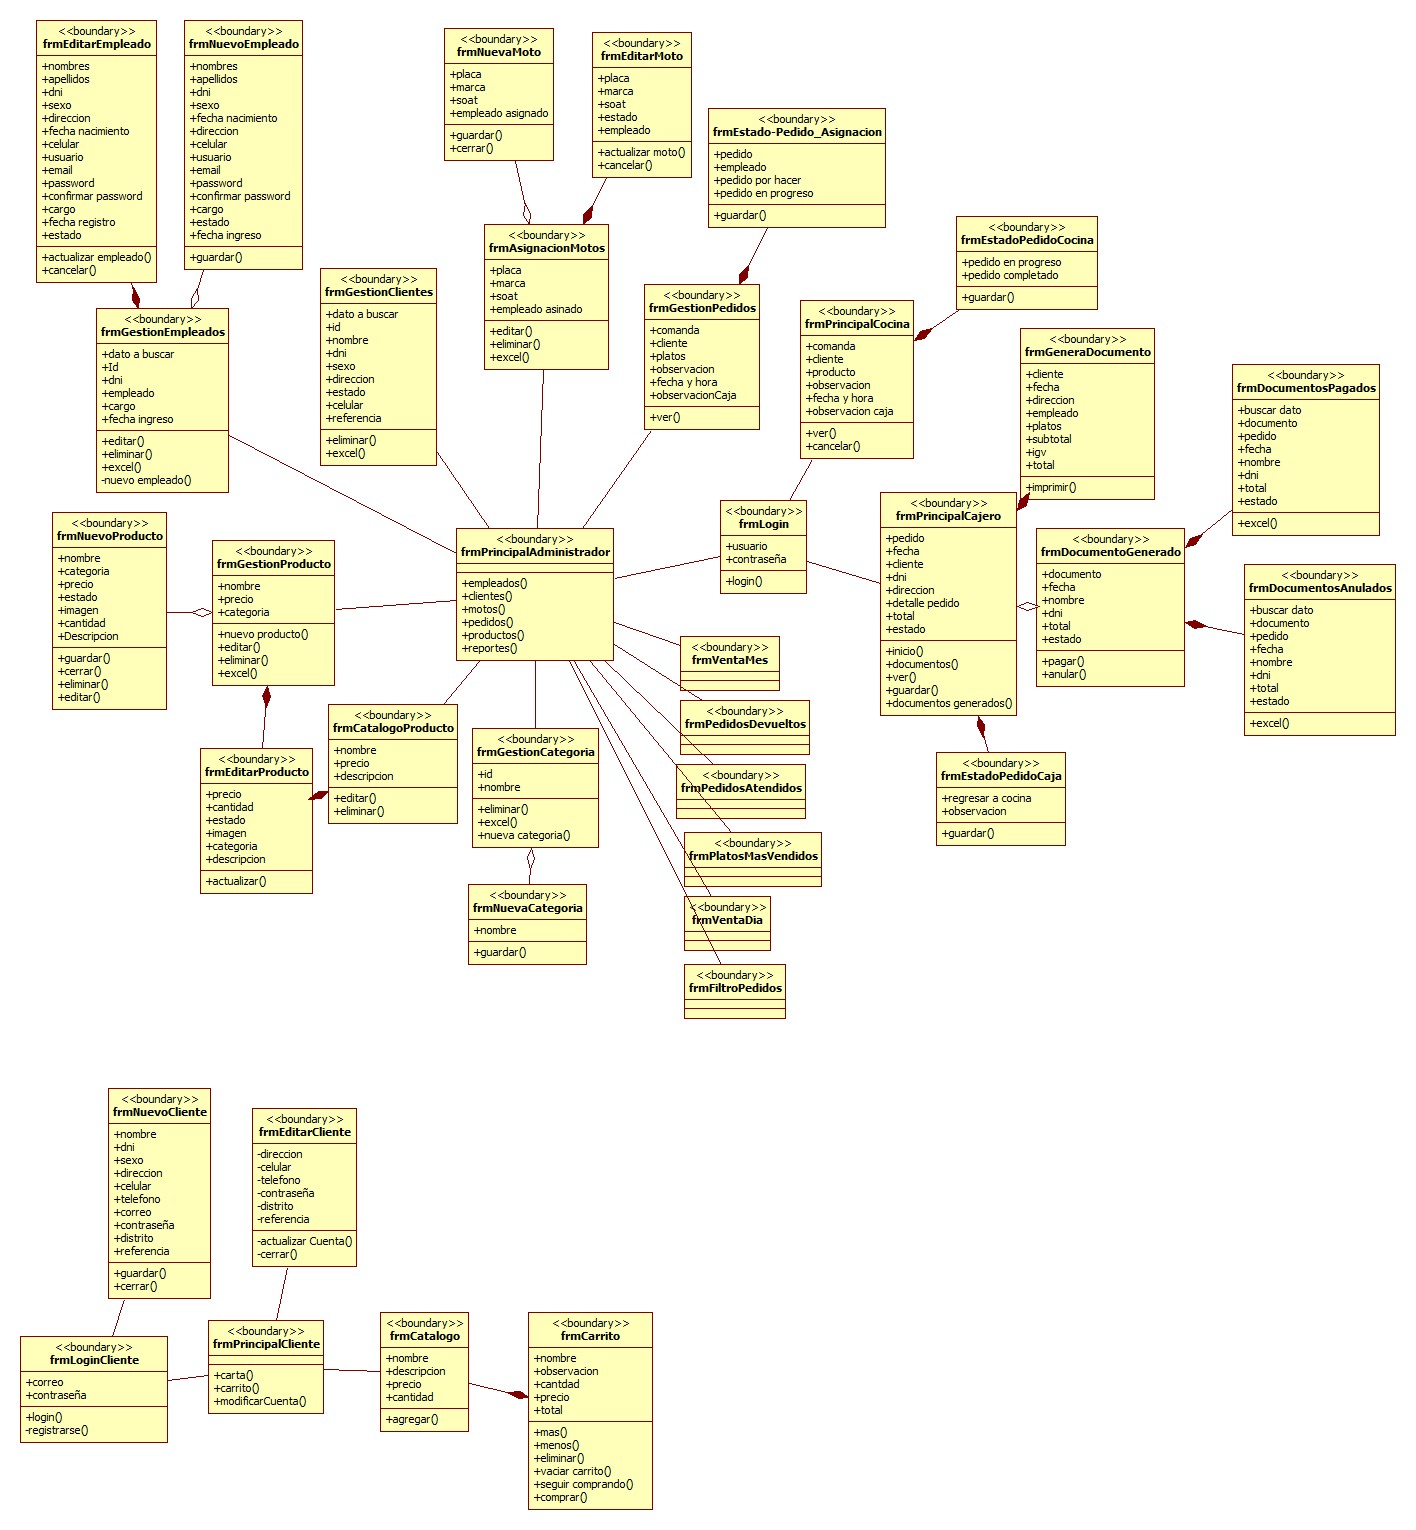 <<boundary>>
frmEditarEmpleado
+nombres
+apellidos
+dni
+sexo
+direccion
+fecha nacimiento
+celular
+usuario
+email
+password
+confirmar password
+cargo
+fecha registro
+estado
+actualizar empleado()
+cancelar()
<<boundary>>
frmNuevoEmpleado
+nombres
+apellidos
+dni
+sexo
+fecha nacimiento
+direccion
+celular
+usuario
+email
+password
+confirmar password
+cargo
+estado
+fecha ingreso
+guardar()
<<boundary>>
frmNuevaMoto
+placa
+marca
+soat
+empleado asignado
+guardar()
+cerrar()
<<boundary>>
frmEditarMoto
+placa
+marca
+soat
+estado
+empleado
+actualizar moto()
+cancelar()
<<boundary>>
frmEstado-Pedido_Asignacion
+pedido
+empleado
+pedido por hacer
+pedido en progreso
+guardar()
<<boundary>>
frmEstadoPedidoCocina
+pedido en progreso
+pedido completado
+guardar()
<<boundary>>
frmAsignacionMotos
+placa
+marca
+soat
+empleado asinado
+editar()
+eliminar()
+excel()
<<boundary>>
frmGestionClientes
+dato a buscar
+id
+nombre
+dni
+sexo
+direccion
+estado
+celular
+referencia
+eliminar()
+excel()
<<boundary>>
frmGestionPedidos
+comanda
+cliente
+platos
+observacion
+fecha y hora
+observacionCaja
+ver()
<<boundary>>
frmPrincipalCocina
+comanda
+cliente
+producto
+observacion
+fecha y hora
+observacion caja
+ver()
+cancelar()
<<boundary>>
frmGestionEmpleados
+dato a buscar
+Id
+dni
+empleado
+cargo
+fecha ingreso
+editar()
+eliminar()
+excel()
-nuevo empleado()
<<boundary>>
frmGeneraDocumento
+cliente
+fecha
+direccion
+empleado
+platos
+subtotal
+igv
+total
+imprimir()
<<boundary>>
frmDocumentosPagados
+buscar dato
+documento
+pedido
+fecha
+nombre
+dni
+total
+estado
+excel()
<<boundary>>
frmPrincipalCajero
+pedido
+fecha
+cliente
+dni
+direccion
+detalle pedido
+total
+estado
+inicio()
+documentos()
+ver()
+guardar()
+documentos generados()
<<boundary>>
frmLogin
+usuario
+contraseña
+login()
<<boundary>>
frmNuevoProducto
+nombre
+categoria
+precio
+estado
+imagen
+cantidad
+Descripcion
+guardar()
+cerrar()
+eliminar()
+editar()
<<boundary>>
frmPrincipalAdministrador
+empleados()
+clientes()
+motos()
+pedidos()
+productos()
+reportes()
<<boundary>>
frmDocumentoGenerado
+documento
+fecha
+nombre
+dni
+total
+estado
+pagar()
+anular()
<<boundary>>
frmGestionProducto
+nombre
+precio
+categoria
+nuevo producto()
+editar()
+eliminar()
+excel()
<<boundary>>
frmDocumentosAnulados
+buscar dato
+documento
+pedido
+fecha
+nombre
+dni
+total
+estado
+excel()
<<boundary>>
frmVentaMes
<<boundary>>
frmPedidosDevueltos
<<boundary>>
frmCatalogoProducto
+nombre
+precio
+descripcion
+editar()
+eliminar()
<<boundary>>
frmGestionCategoria
+id
+nombre
+eliminar()
+excel()
+nueva categoria()
<<boundary>>
frmEditarProducto
+precio
+cantidad
+estado
+imagen
+categoria
+descripcion
+actualizar()
<<boundary>>
frmEstadoPedidoCaja
+regresar a cocina
+observacion
+guardar()
<<boundary>>
frmPedidosAtendidos
<<boundary>>
frmPlatosMasVendidos
<<boundary>>
frmNuevaCategoria
+nombre
+guardar()
<<boundary>>
frmVentaDia
<<boundary>>
frmFiltroPedidos
<<boundary>>
frmNuevoCliente
+nombre
+dni
+sexo
+direccion
+celular
+telefono
+correo
+contraseña
+distrito
+referencia
+guardar()
+cerrar()
<<boundary>>
frmEditarCliente
-direccion
-celular
-telefono
-contraseña
-distrito
-referencia
-actualizar Cuenta()
-cerrar()
<<boundary>>
frmLoginCliente
+correo
+contraseña
+login()
-registrarse()
<<boundary>>
frmPrincipalCliente
+carta()
+carrito()
+modificarCuenta()
<<boundary>>
frmCatalogo
+nombre
+descripcion
+precio
+cantidad
+agregar()
<<boundary>>
frmCarrito
+nombre
+observacion
+cantdad
+precio
+total
+mas()
+menos()
+eliminar()
+vaciar carrito()
+seguir comprando()
+comprar()